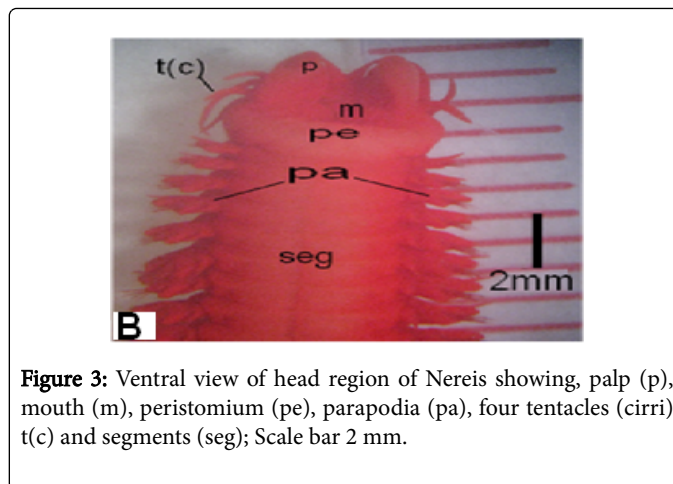 p
t(c)
m
pe
pa
seg
2mm
B
Figure 3: Ventral view of head region of Nereis showing, palp (p),
mouth (m), peristomium (pe), parapodia (pa), four tentacles (cirri)
t(c) and segments (seg); Scale bar 2 mm.